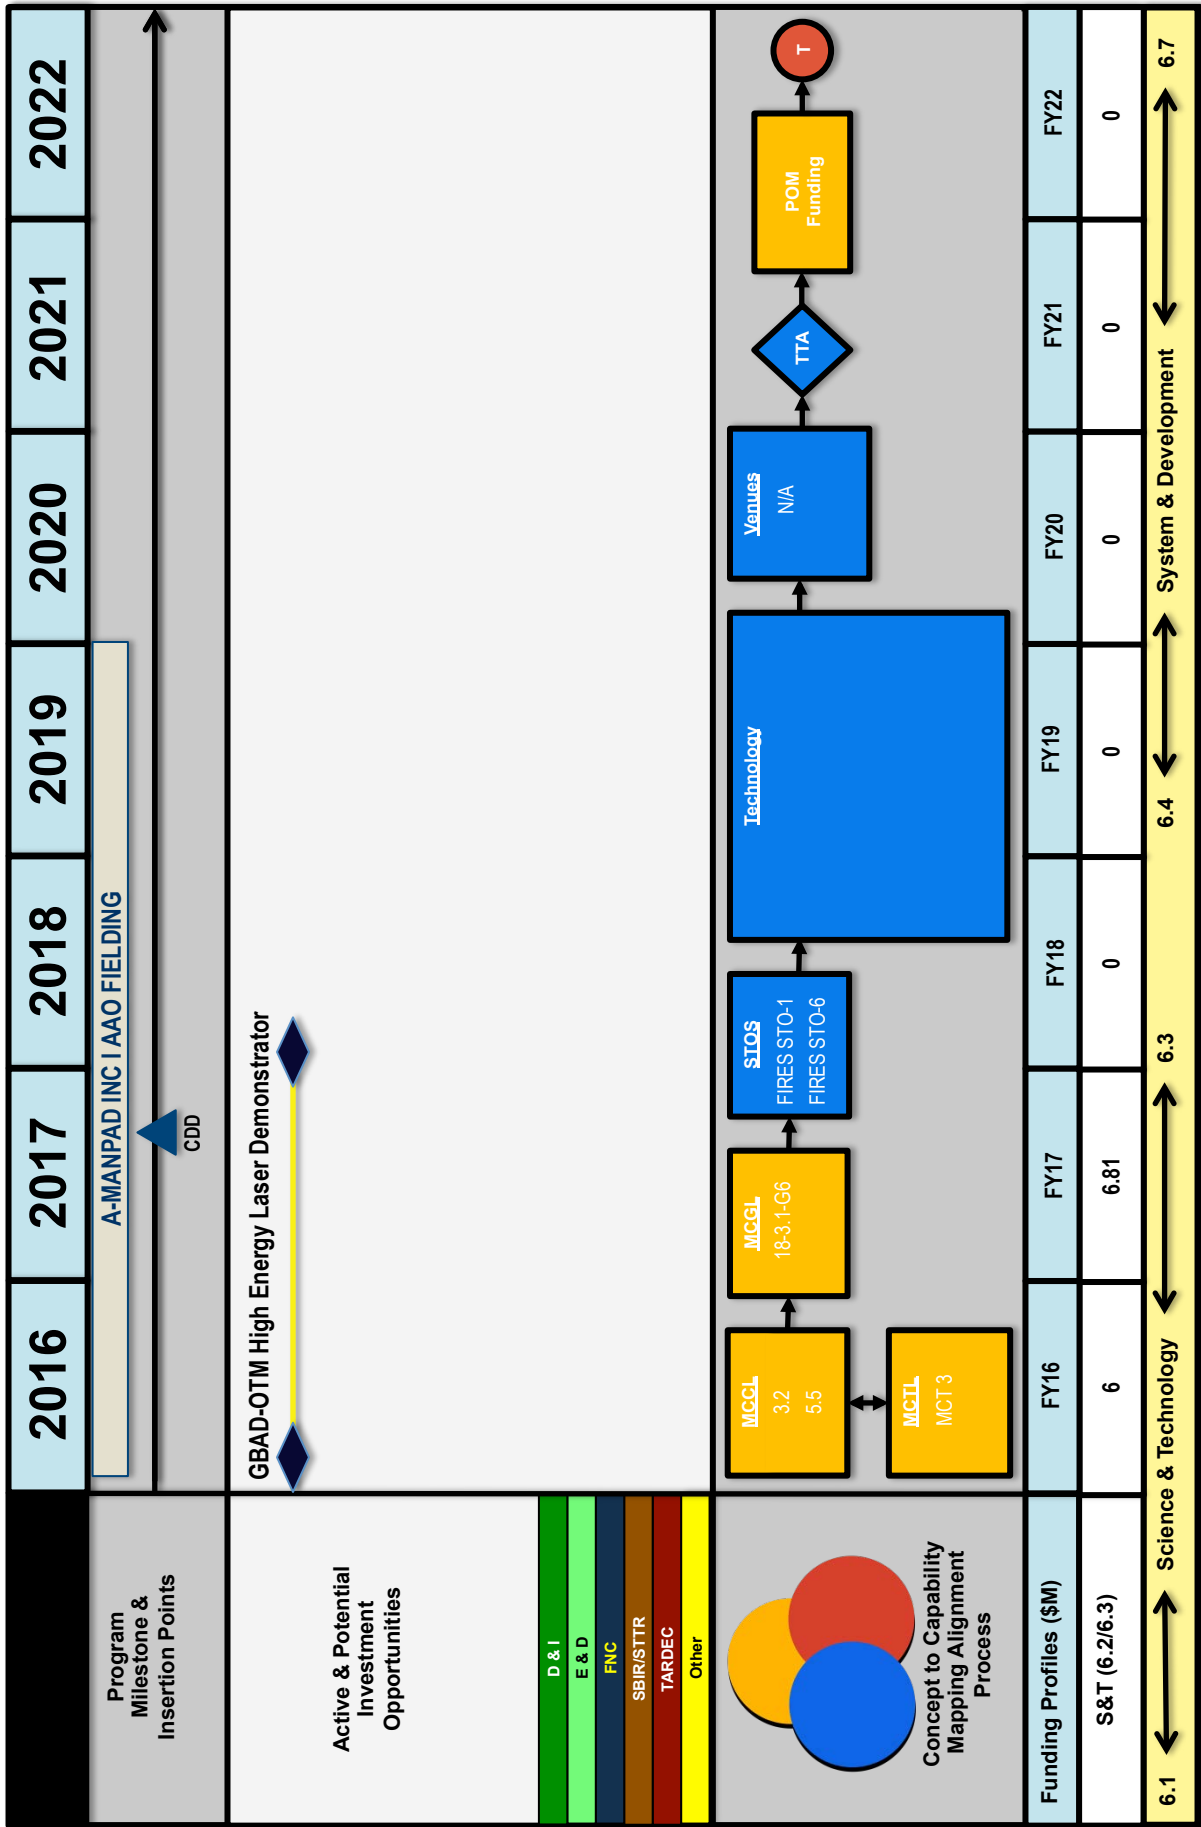 2016
2017
2018
2019
2020
2021
2022
Program
Milestone &
Insertion Points
A-MANPAD INC I AAO FIELDING
CDD
Active & Potential
Investment
Opportunities
GBAD-OTM High Energy Laser Demonstrator
D & I
E & D
FNC
SBIR/STTR
TARDEC
Other
Concept to Capability
Mapping Alignment
Process
MCCL
3.2
5.5
MCTL
MCT 3
MCGL
18-3.1-G6
STOS
FIRES STO-1
FIRES STO-6
Technology
Venues
N/A
TTA
POM
Funding
T
Funding Profiles ($M)
FY16
FY17
FY18
FY19
FY20
FY21
FY22
S&T (6.2/6.3)
6
6.81
0
0
0
0
0
6.1
Science & Technology
6.3
6.4
System & Development
6.7